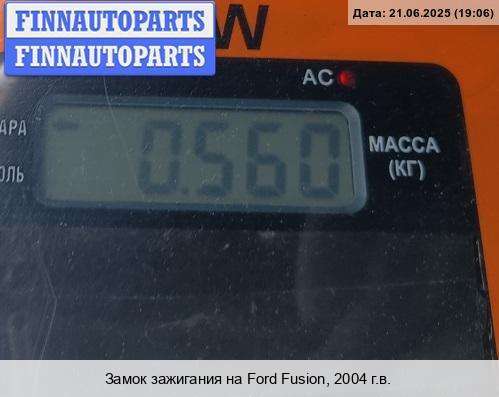 FINNAUTOPARTS
FINNAUTOPARTS
Дата: 21.06.2025 (19:06)
W
AC
0.560
МАССА
(КГ)
Замок зажигания на Ford Fusion, 2004 г.в.